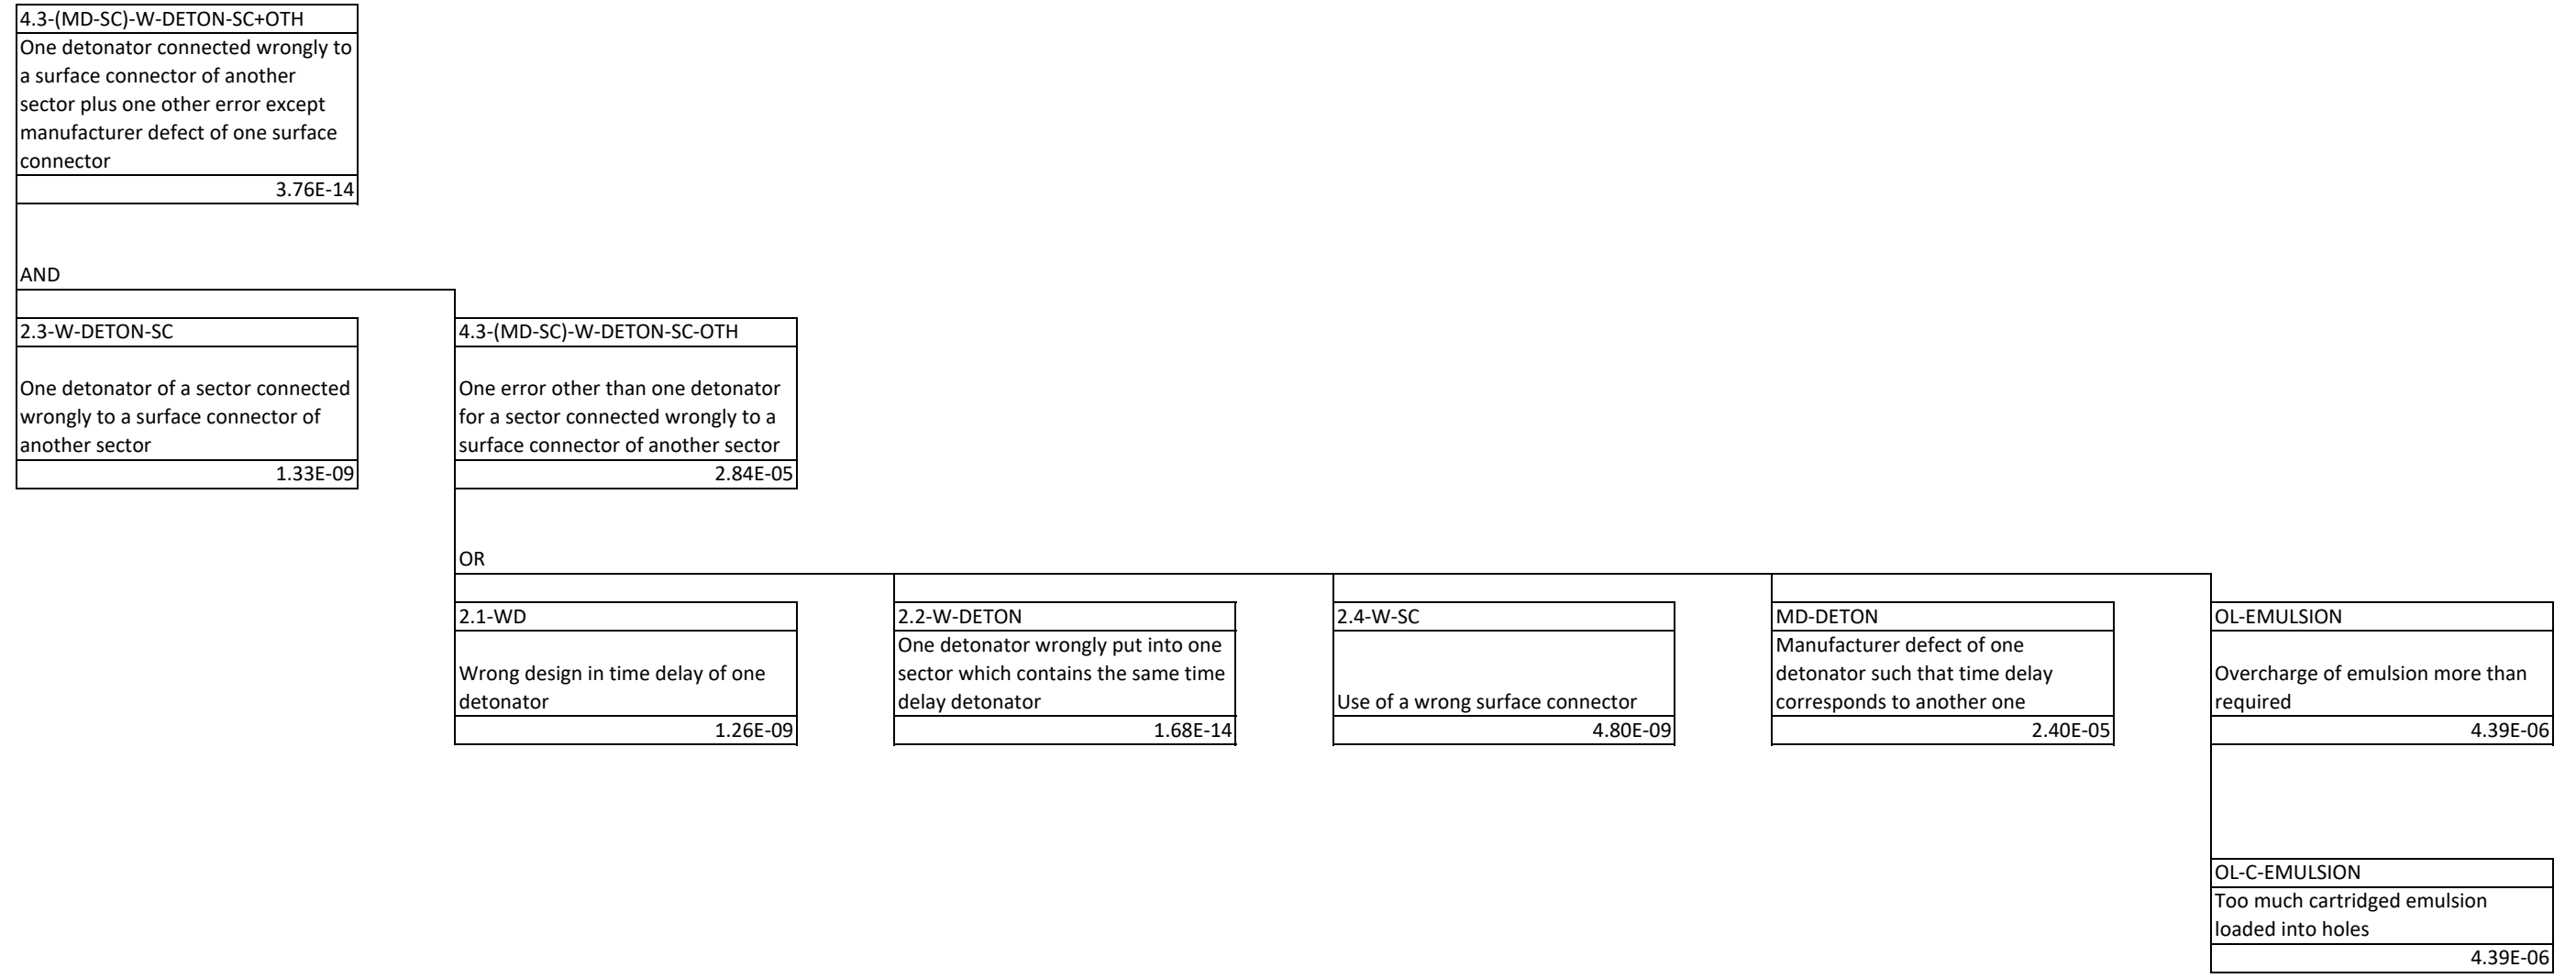 4.3-(MD-SC)-W-DETON-SC+OTH
One detonator connected wrongly to
a surface connector of another
sector plus one other error except
manufacturer defect of one surface
connector
3.76E-14
AND
2.3-W-DETON-SC
One detonator of a sector connected
wrongly to a surface connector of
another sector
1.33E-09
4.3-(MD-SC)-W-DETON-SC-OTH
One error other than one detonator
for a sector connected wrongly to a
surface connector of another sector
2.84E-05
OR
2.1-WD
Wrong design in time delay of one
detonator
1.26E-09
2.2-W-DETON
One detonator wrongly put into one
sector which contains the same time
delay detonator
1.68E-14
2.4-W-SC
Use of a wrong surface connector
4.80E-09
MD-DETON
Manufacturer defect of one
detonator such that time delay
corresponds to another one
2.40E-05
OL-EMULSION
Overcharge of emulsion more than
required
4.39E-06
OL-C-EMULSION
Too much cartridged emulsion
loaded into holes
4.39E-06